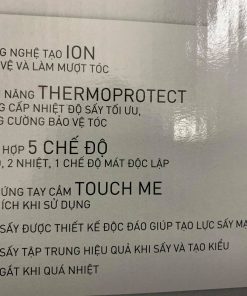 NGHỆ TẠO ION
VỆ VÀ LÀM MƯỢT TÓC
NĂNG THERMOPROTECT
CẤP NHIỆT ĐỘ SẤY TỐI ƯU,
CƯỜNG BẢO VỆ TÓC
HỢP 5 CHẾ ĐỘ
2 NHIỆT, 1 CHẾ ĐỘ MÁT ĐỘC LẬP
ỨNG TAY CẦM TOUCH ME
ÍCH KHI SỬ DỤNG
SẤY ĐƯỢC THIẾT KẾ ĐỘC ĐÁO GIÚP TẠO LỰC SẤY
SẤY TẬP TRUNG HIỆU QUẢ KHI SẤY VÀ TẠO KIỂU
NGẮT KHI QUÁ NHIỆT